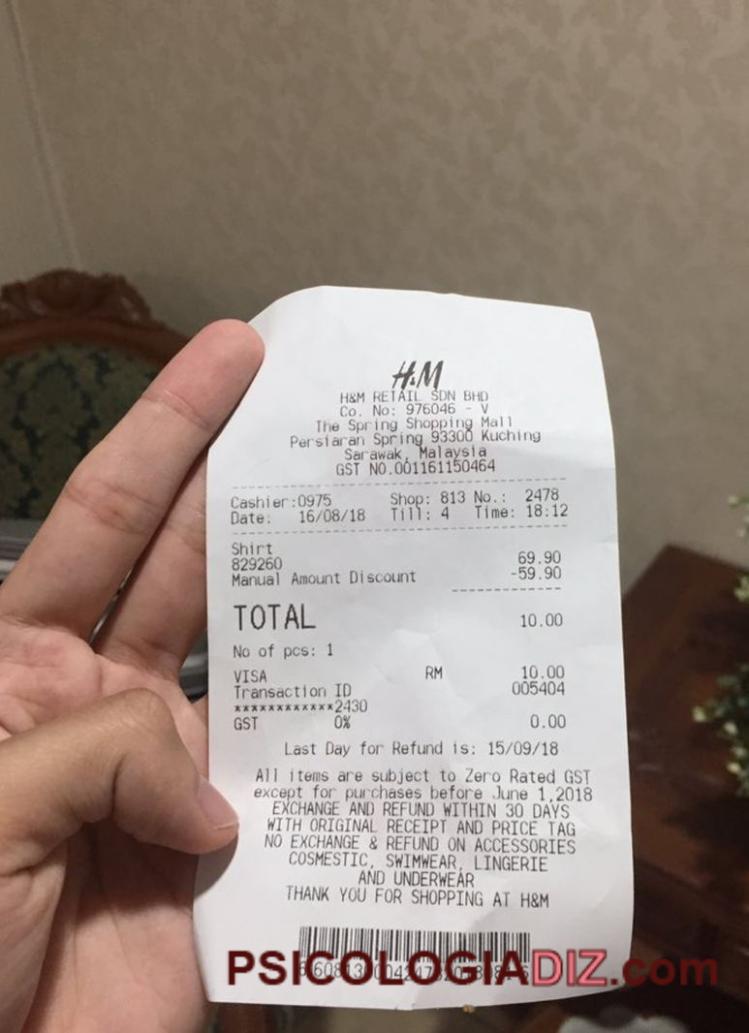 H&M
H&M RETAIL SDN BHD
Co. No: 976046 - V
The Spring Shopping Mall
Persiaran Spring 93300 Kuching
Sarawak, Malaysia
GST NO.001161150464
Cashier:0975 Shop: 813 No.: 2478
Date: 16/08/18 Till: 4 Time: 18:12
Shirt
829260 69.90
Manual Amount Discount -59.90
TOTAL 10.00
No of pcs: 1
VISA RM 10.00
Transaction ID 005404
************2430
GST 0% 0.00
Last Day for Refund is: 15/09/18
All items are subject to Zero Rated GST
except for purchases before June 1,2018
EXCHANGE AND REFUND WITHIN 30 DAYS
WITH ORIGINAL RECEIPT AND PRICE TAG
NO EXCHANGE & REFUND ON ACCESSORIES
COSMESTIC, SWIMWEAR, LINGERIE
AND UNDERWEAR
THANK YOU FOR SHOPPING AT H&M
PSICOLOGIADIZ.com